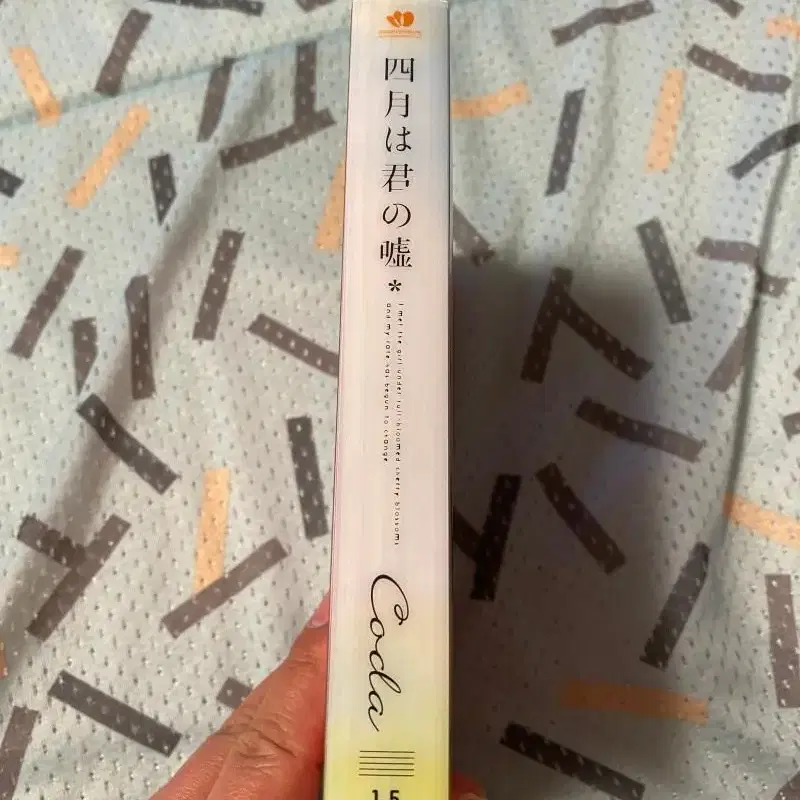 四月は君の嘘
*
I met the girl under full-bloomed cherry blossoms
and my fate has begun to change
Coda
15